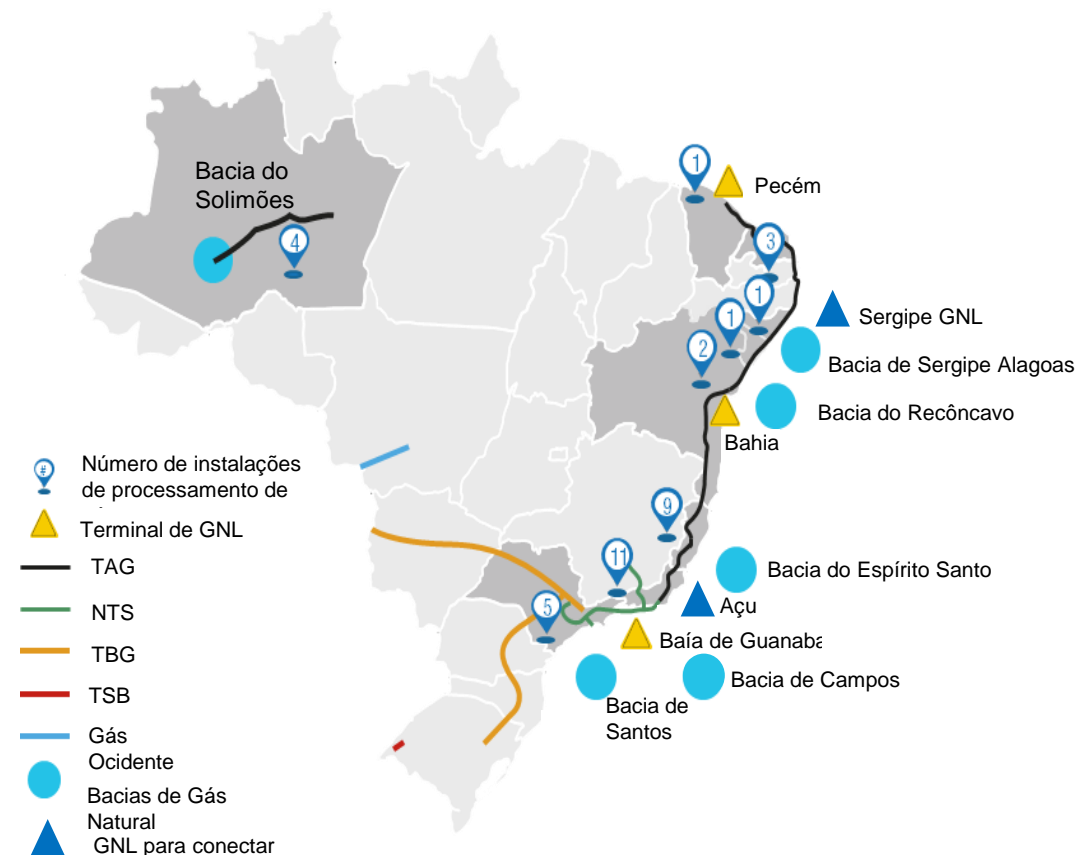 Bacia do
Solimões
1
Pecém
4
3
1
Sergipe GNL
1
Bacia de Sergipe Alagoas
2
Bacia do Recôncavo
Bahia
#
Número de instalações
de processamento de
Terminal de GNL
9
TAG
11
Bacia do Espírito Santo
NTS
5
Açu
Baía de Guanaba
TBG
Bacia de Campos
TSB
Bacia de
Santos
Gás
Ocidente
Bacias de Gás
Natural
GNL para conectar